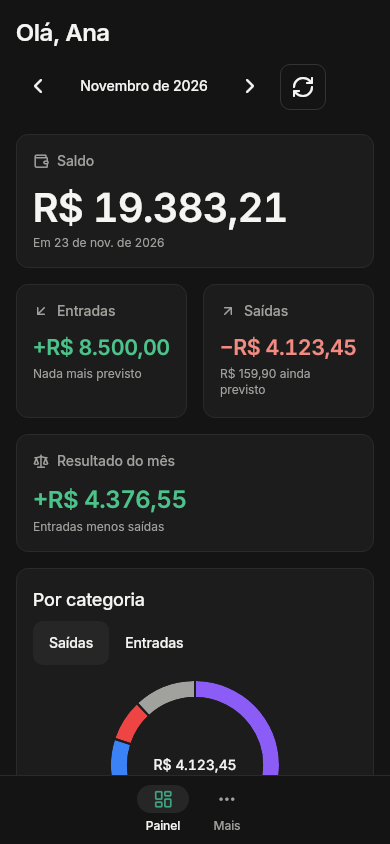 Olá, Ana
Novembro de 2026
Saldo
R$ 19.383,21
Em 23 de nov. de 2026
Entradas
+R$ 8.500,00
Nada mais previsto
Saídas
−R$ 4.123,45
R$ 159,90 ainda
previsto
Resultado do mês
+R$ 4.376,55
Entradas menos saídas
Por categoria
Saídas
Entradas
R$ 4.123,45
Painel
Mais